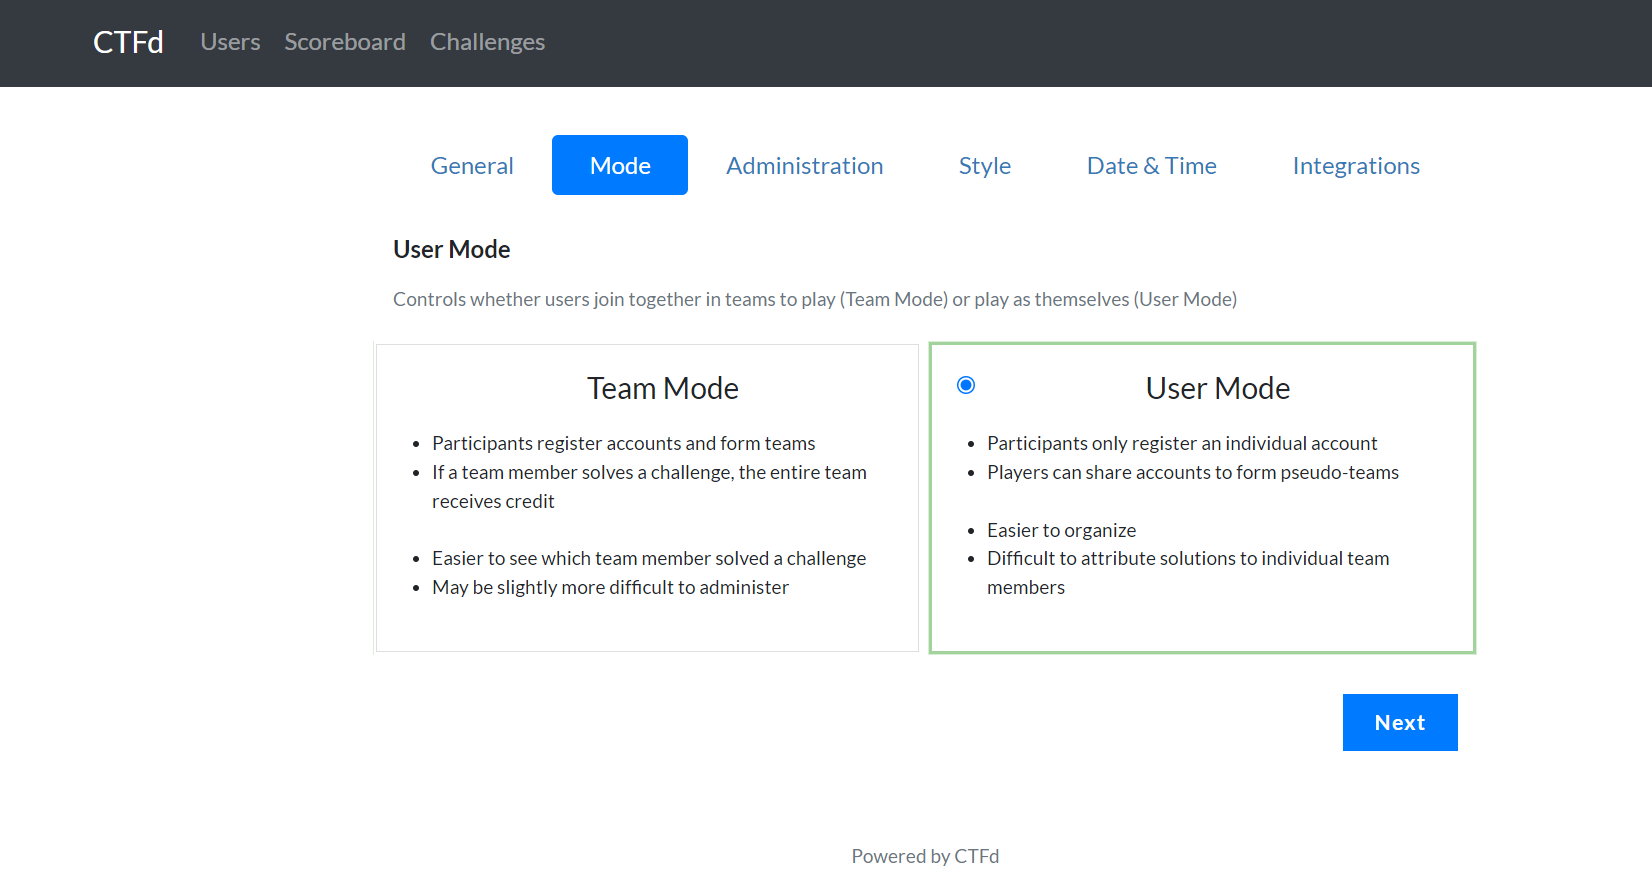 CTFd Users Scoreboard Challenges
General Mode Administration Style Date & Time Integrations
User Mode
Controls whether users join together in teams to play (Team Mode) or play as themselves (User Mode)
Team Mode
• Participants register accounts and form teams
• If a team member solves a challenge, the entire team
receives credit
• Easier to see which team member solved a challenge
• May be slightly more difficult to administer
User Mode
• Participants only register an individual account
• Players can share accounts to form pseudo-teams
• Easier to organize
• Difficult to attribute solutions to individual team
members
Next
Powered by CTFd